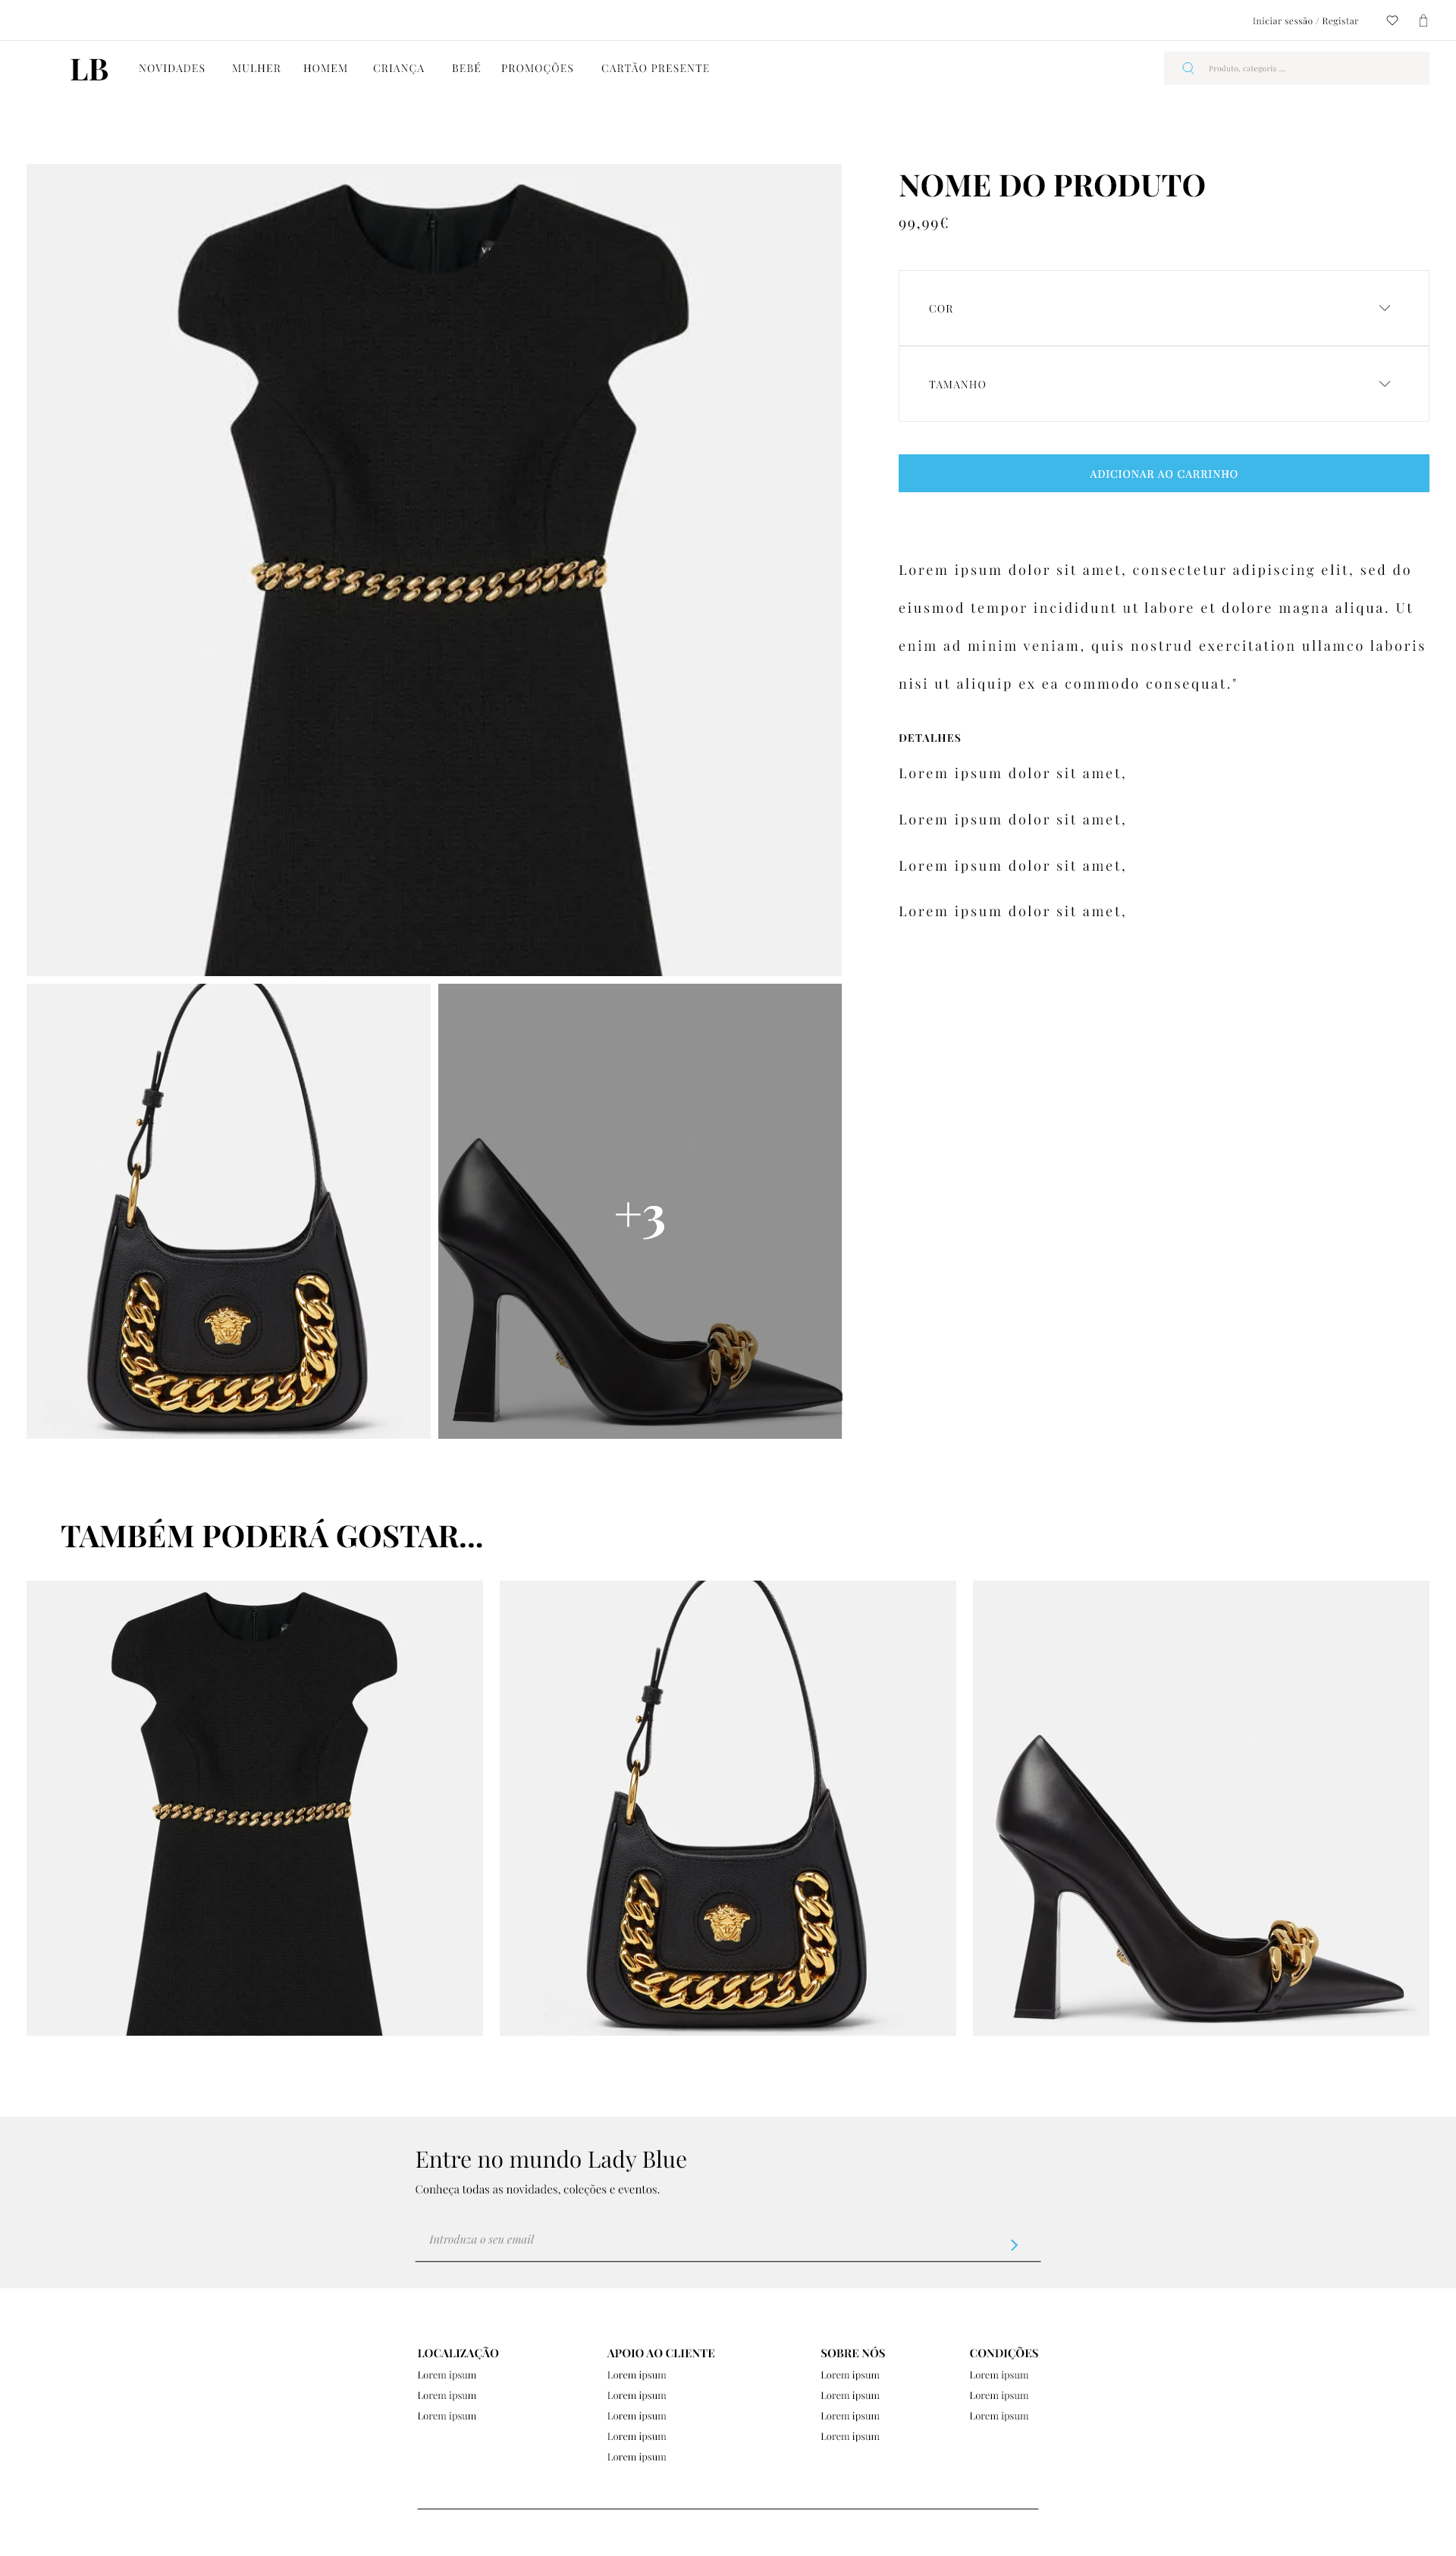 Iniciar sessão / Registar
LB
NOVIDADES MULHER HOMEM CRIANÇA BEBÉ PROMOÇÕES CARTÃO PRESENTE
Produto, categoria ...
NOME DO PRODUTO
99,99€
COR
TAMANHO
ADICIONAR AO CARRINHO
Lorem ipsum dolor sit amet, consectetur adipiscing elit, sed do
eiusmod tempor incididunt ut labore et dolore magna aliqua. Ut
enim ad minim veniam, quis nostrud exercitation ullamco laboris
nisi ut aliquip ex ea commodo consequat."
DETALHES
Lorem ipsum dolor sit amet,
Lorem ipsum dolor sit amet,
Lorem ipsum dolor sit amet,
Lorem ipsum dolor sit amet,
+3
TAMBÉM PODERÁ GOSTAR...
Entre no mundo Lady Blue
Conheça todas as novidades, coleções e eventos.
Introduza o seu email
LOCALIZAÇÃO
Lorem ipsum
Lorem ipsum
Lorem ipsum
APOIO AO CLIENTE
Lorem ipsum
Lorem ipsum
Lorem ipsum
Lorem ipsum
Lorem ipsum
SOBRE NÓS
Lorem ipsum
Lorem ipsum
Lorem ipsum
Lorem ipsum
CONDIÇÕES
Lorem ipsum
Lorem ipsum
Lorem ipsum